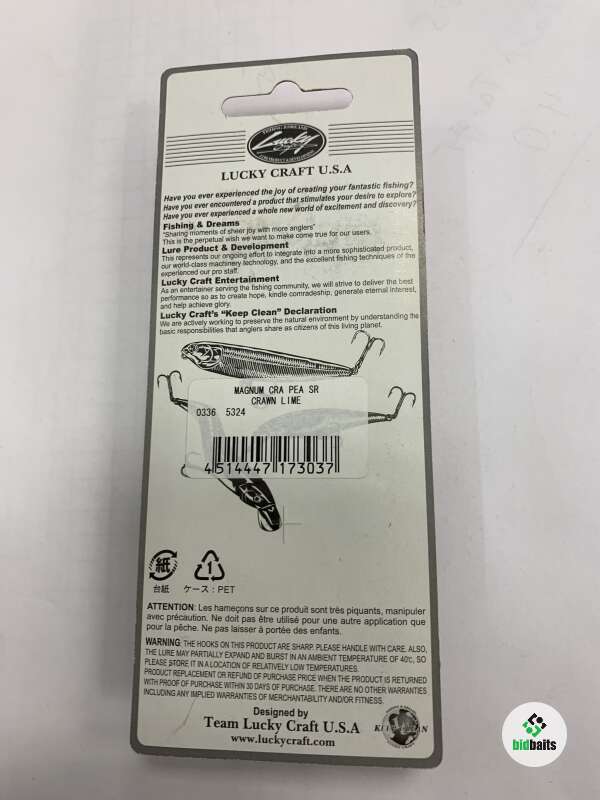 Lucky
Craft
LUCKY CRAFT U.S.A
Have you ever experienced the joy of creating your fantastic fishing?
Have you ever encountered a product that stimulates your desire to explore?
Have you ever experienced a whole new world of excitement and discovery?
Fishing & Dreams
"Sharing moments of sheer joy with more anglers"
This is the perpetual wish we want to make come true for our users.
Lure Product & Development
This represents our ongoing effort to integrate into a more sophisticated product,
our world-class machinery technology, and the excellent fishing techniques of the
experienced our pro staff.
Lucky Craft Entertainment
As an entertainer serving the fishing community, we will strive to deliver the best
performance so as to create hope, kindle comradeship, generate eternal interest,
and help achieve glory.
Lucky Craft's "Keep Clean" Declaration
We are actively working to preserve the natural environment by understanding the
basic responsibilities that anglers share as citizens of this living planet.
MAGNUM CRA PEA SR
CRAWN LIME
0336 5324
4 514447 173037
紙
1
台紙 ケース : PET
ATTENTION: Les hameçons sur ce produit sont très piquants, manipuler
avec précaution. Ne doit pas être utilisé pour une autre application que
pour la pêche. Ne pas laisser à portée des enfants.
WARNING: THE HOOKS ON THIS PRODUCT ARE SHARP. PLEASE HANDLE WITH CARE. ALSO,
THE LURE MAY PARTIALLY EXPAND AND BURST IN AN AMBIENT TEMPERATURE OF 40℃, SO
PLEASE STORE IT IN A LOCATION OF RELATIVELY LOW TEMPERATURES.
PRODUCT REPLACEMENT OR REFUND OF PURCHASE PRICE WHEN THE PRODUCT IS RETURNED
WITH PROOF OF PURCHASE WITHIN 30 DAYS OF PURCHASE. THERE ARE NO OTHER WARRANTIES
INCLUDING ANY IMPLIED WARRANTIES OF MERCHANTABILITY AND/OR FITNESS.
Designed by
Team Lucky Craft U.S.A
www.luckycraft.com
bidbaits